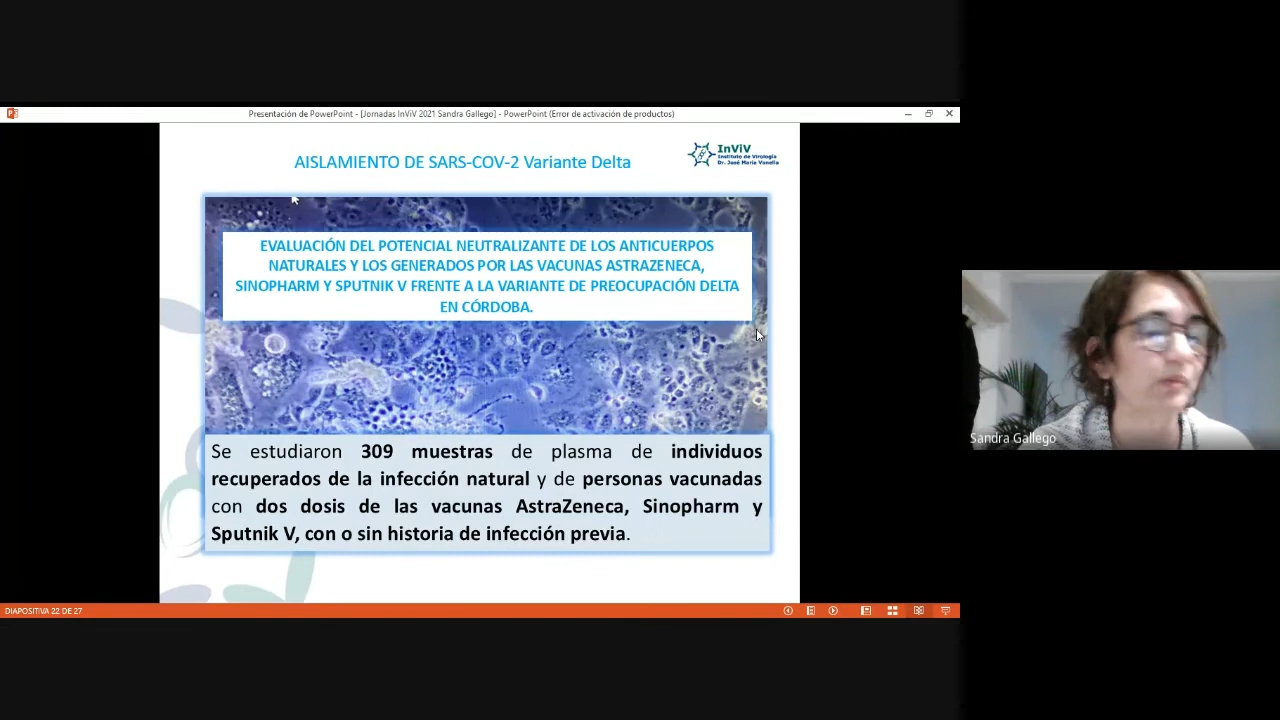 Presentación de PowerPoint - [Jornadas InViV 2021 Sandra Gallego] - PowerPoint (Error de activación de productos)
AISLAMIENTO DE SARS-COV-2 Variante Delta
InViV
Instituto de Virología
Dr. José María Vanella
EVALUACIÓN DEL POTENCIAL NEUTRALIZANTE DE LOS ANTICUERPOS
NATURALES Y LOS GENERADOS POR LAS VACUNAS ASTRAZENECA,
SINOPHARM Y SPUTNIK V FRENTE A LA VARIANTE DE PREOCUPACIÓN DELTA
EN CÓRDOBA.
Se estudiaron 309 muestras de plasma de individuos
recuperados de la infección natural y de personas vacunadas
con dos dosis de las vacunas AstraZeneca, Sinopharm y
Sputnik V, con o sin historia de infección previa.
DIAPOSITIVA 22 DE 27
Sandra Gallego